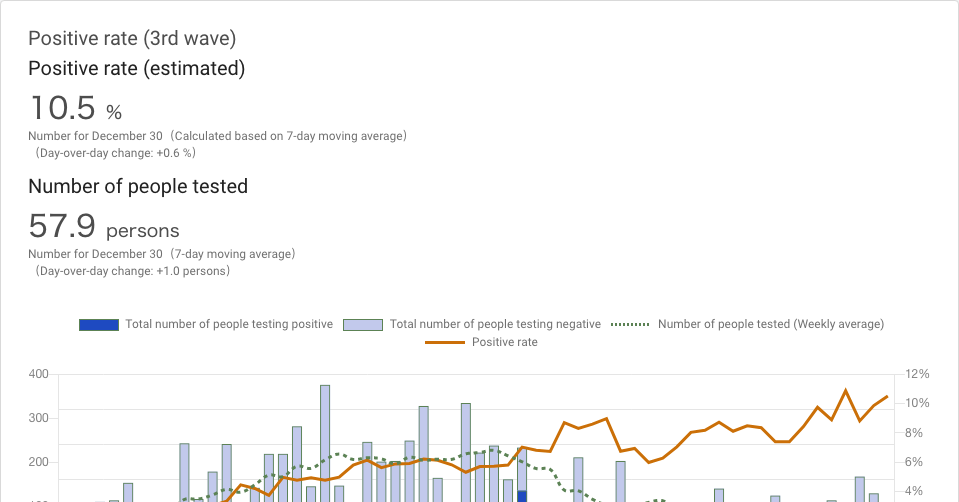 Positive rate (3rd wave)
Positive rate (estimated)
10.5 %
Number for December 30（Calculated based on 7-day moving average）
（Day-over-day change: +0.6 %）
Number of people tested
57.9 persons
Number for December 30（7-day moving average）
（Day-over-day change: +1.0 persons）
Total number of people testing positive Total number of people testing negative Number of people tested (Weekly average)
Positive rate
400 12%
300 10%
8%
200 6%
4%